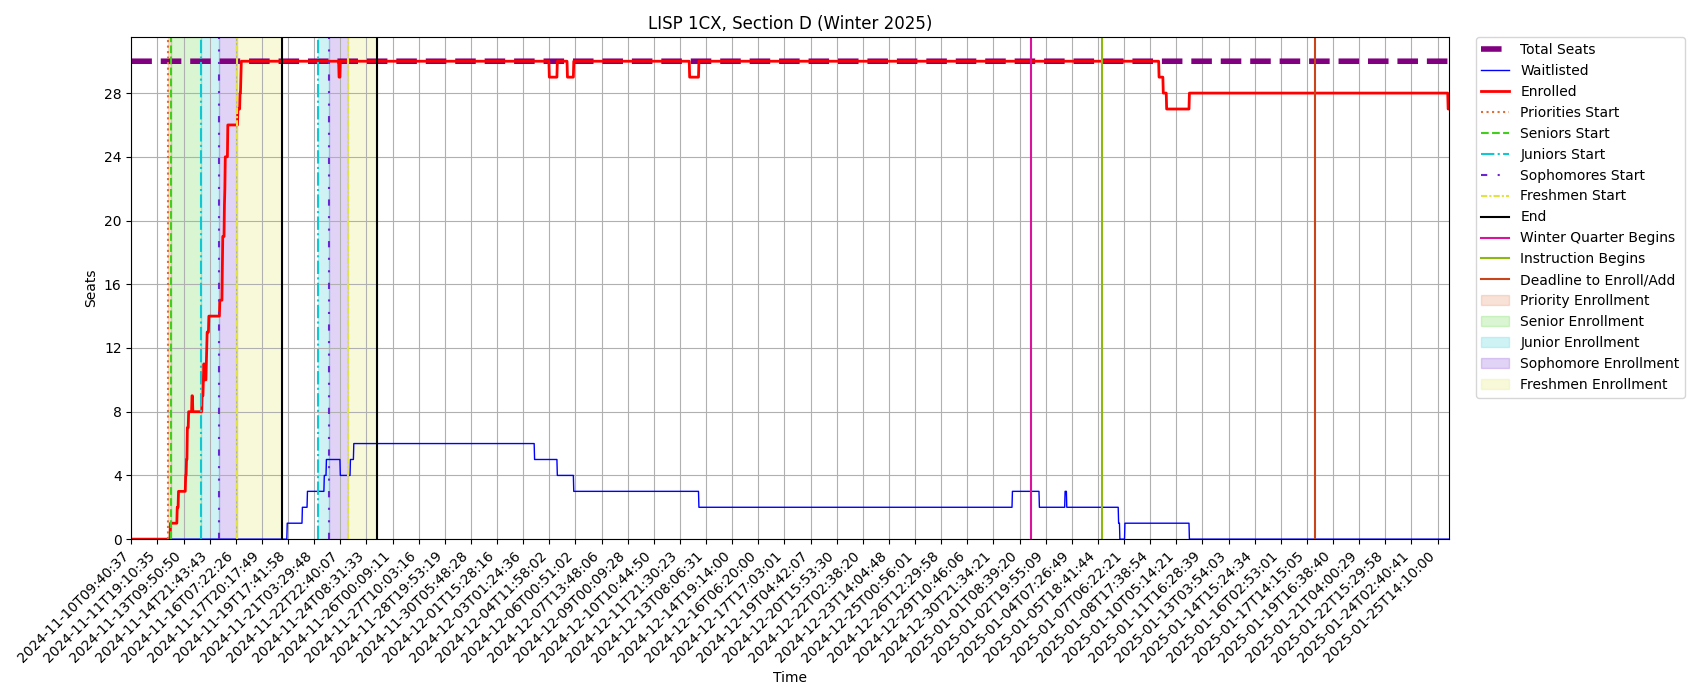 LISP 1CX, Section D (Winter 2025)
Seats
28
24
20
16
12
8
4
0
2024-11-10T09:40:37
2024-11-11T19:10:35
2024-11-13T09:50:50
2024-11-14T21:43:43
2024-11-16T07:22:26
2024-11-17T20:17:49
2024-11-19T17:41:58
2024-11-21T03:29:48
2024-11-22T22:40:07
2024-11-24T08:31:33
2024-11-26T00:09:11
2024-11-27T10:03:16
2024-11-28T19:53:19
2024-11-30T05:48:28
2024-12-01T15:28:16
2024-12-03T01:24:36
2024-12-04T11:58:02
2024-12-06T00:51:02
2024-12-07T13:48:06
2024-12-09T00:09:28
2024-12-10T10:44:50
2024-12-11T21:30:23
2024-12-13T08:06:31
2024-12-14T19:14:00
2024-12-16T06:20:00
2024-12-17T17:03:01
2024-12-19T04:42:07
2024-12-20T15:53:30
2024-12-22T02:38:20
2024-12-23T14:04:48
2024-12-25T00:56:01
2024-12-26T12:29:58
2024-12-29T10:46:06
2024-12-30T21:34:21
2025-01-01T08:39:20
2025-01-02T19:55:09
2025-01-04T07:26:49
2025-01-05T18:41:44
2025-01-07T06:22:21
2025-01-08T17:38:54
2025-01-10T05:14:21
2025-01-11T16:28:39
2025-01-13T03:54:03
2025-01-14T15:24:34
2025-01-16T02:53:01
2025-01-17T14:15:05
2025-01-19T16:38:40
2025-01-21T04:00:29
2025-01-22T15:29:58
2025-01-24T02:40:41
2025-01-25T14:10:00
Time
Total Seats
Waitlisted
Enrolled
Priorities Start
Seniors Start
Juniors Start
Sophomores Start
Freshmen Start
End
Winter Quarter Begins
Instruction Begins
Deadline to Enroll/Add
Priority Enrollment
Senior Enrollment
Junior Enrollment
Sophomore Enrollment
Freshmen Enrollment